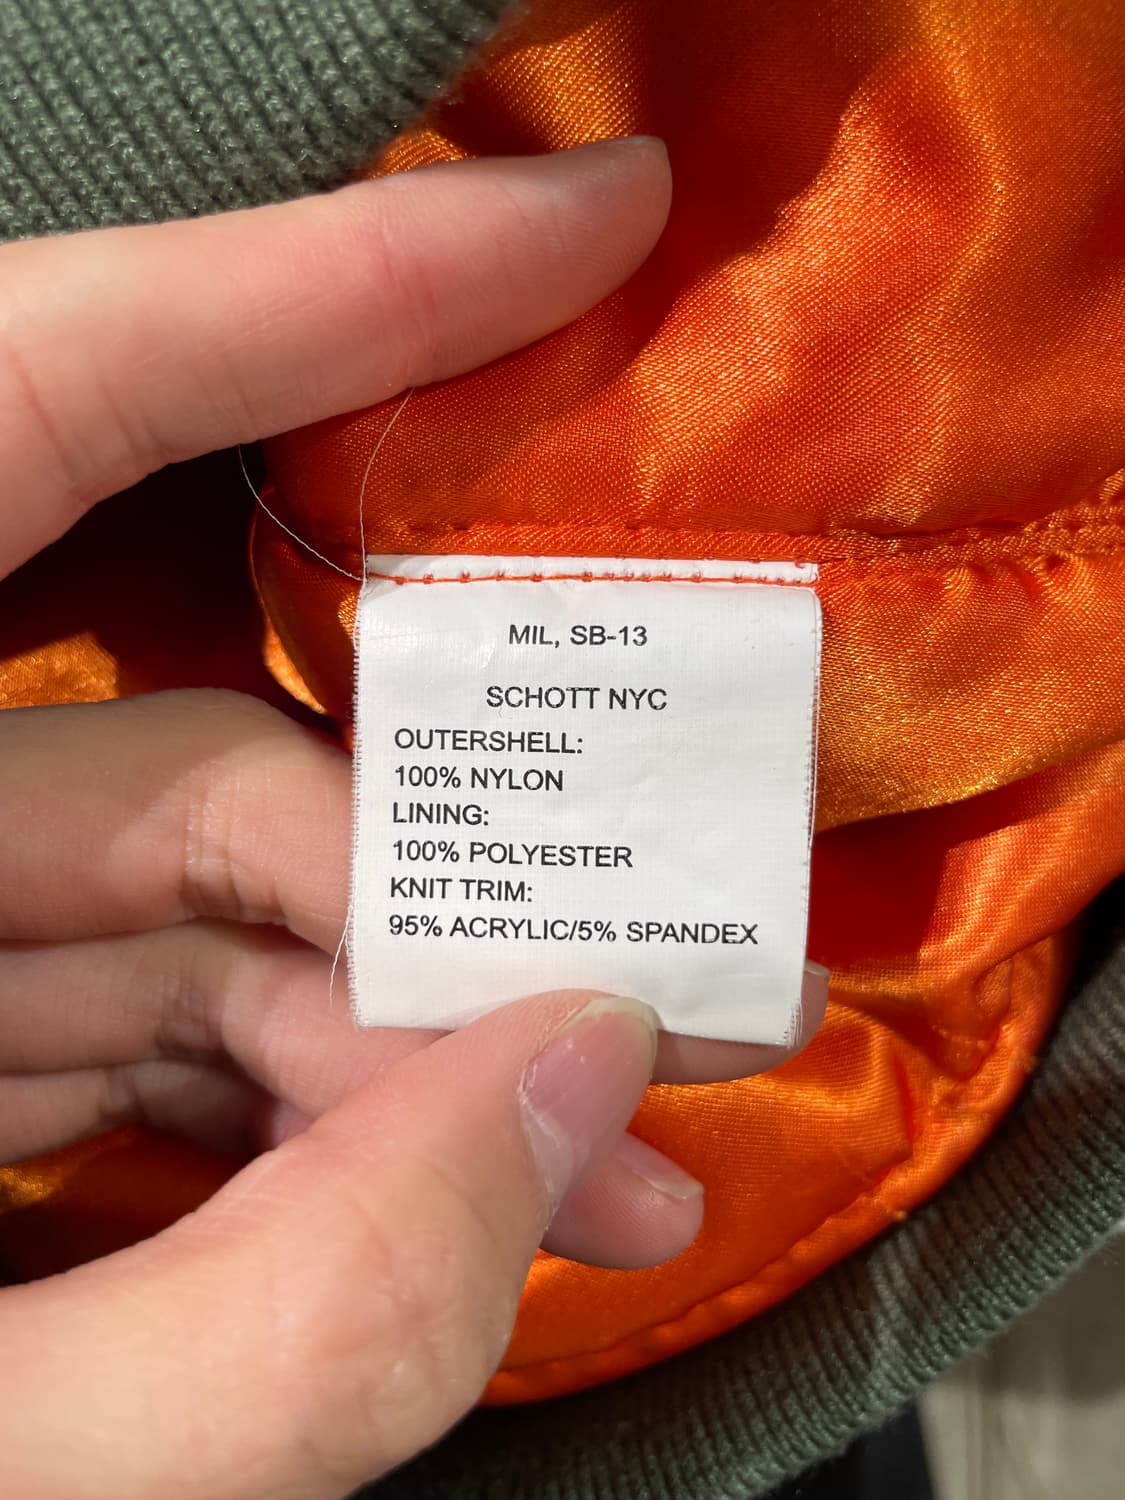 MIL, SB-13
SCHOTT NYC
OUTERSHELL:
100% NYLON
LINING:
100% POLYESTER
KNIT TRIM:
95% ACRYLIC/5% SPANDEX